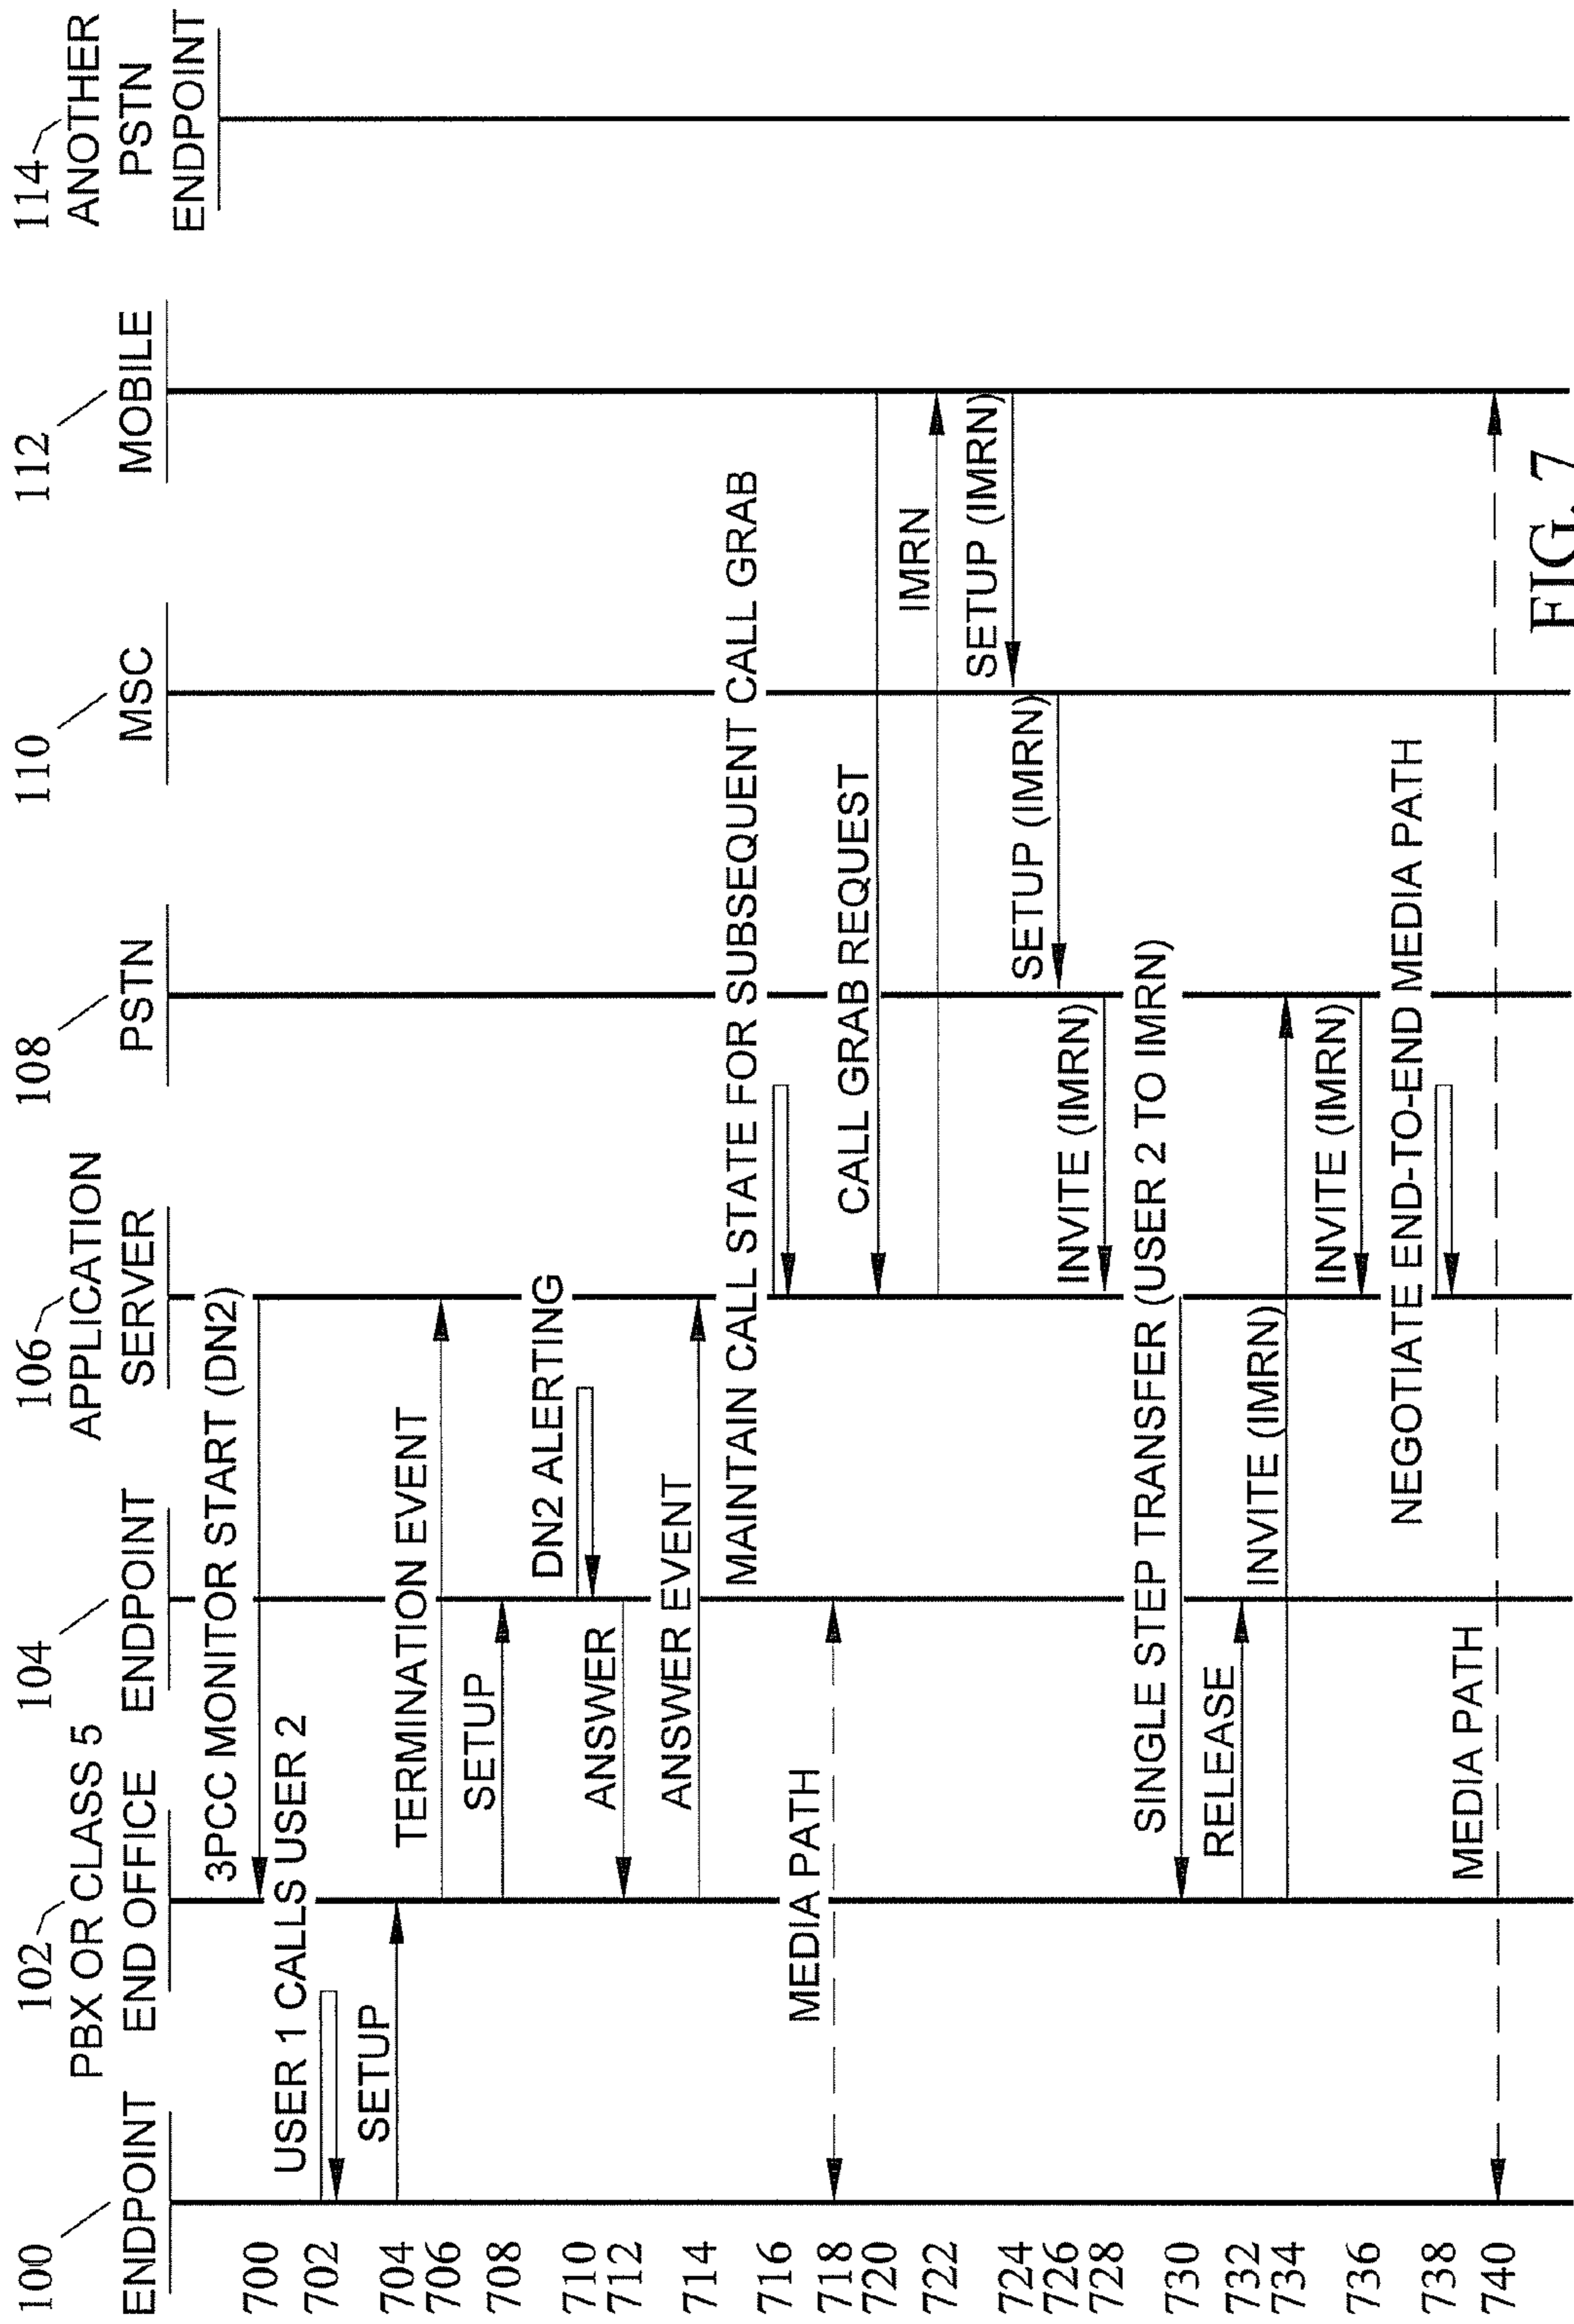 100
ENDPOINT
102
PBX OR CLASS 5
END OFFICE
104
ENDPOINT
106
APPLICATION
SERVER
108
PSTN
110
MSC
112
MOBILE
114
ANOTHER
PSTN
ENDPOINT
700
3PCC MONITOR START (DN2)
702
USER 1 CALLS USER 2
704
SETUP
706
TERMINATION EVENT
708
SETUP
710
DN2 ALERTING
712
ANSWER
714
ANSWER EVENT
716
MAINTAIN CALL STATE FOR SUBSEQUENT CALL GRAB
718
MEDIA PATH
720
CALL GRAB REQUEST
722
IMRN
724
SETUP (IMRN)
726
SETUP (IMRN)
728
INVITE (IMRN)
730
SINGLE STEP TRANSFER (USER 2 TO IMRN)
732
RELEASE
734
INVITE (IMRN)
736
INVITE (IMRN)
738
NEGOTIATE END-TO-END MEDIA PATH
740
MEDIA PATH
FIG. 7